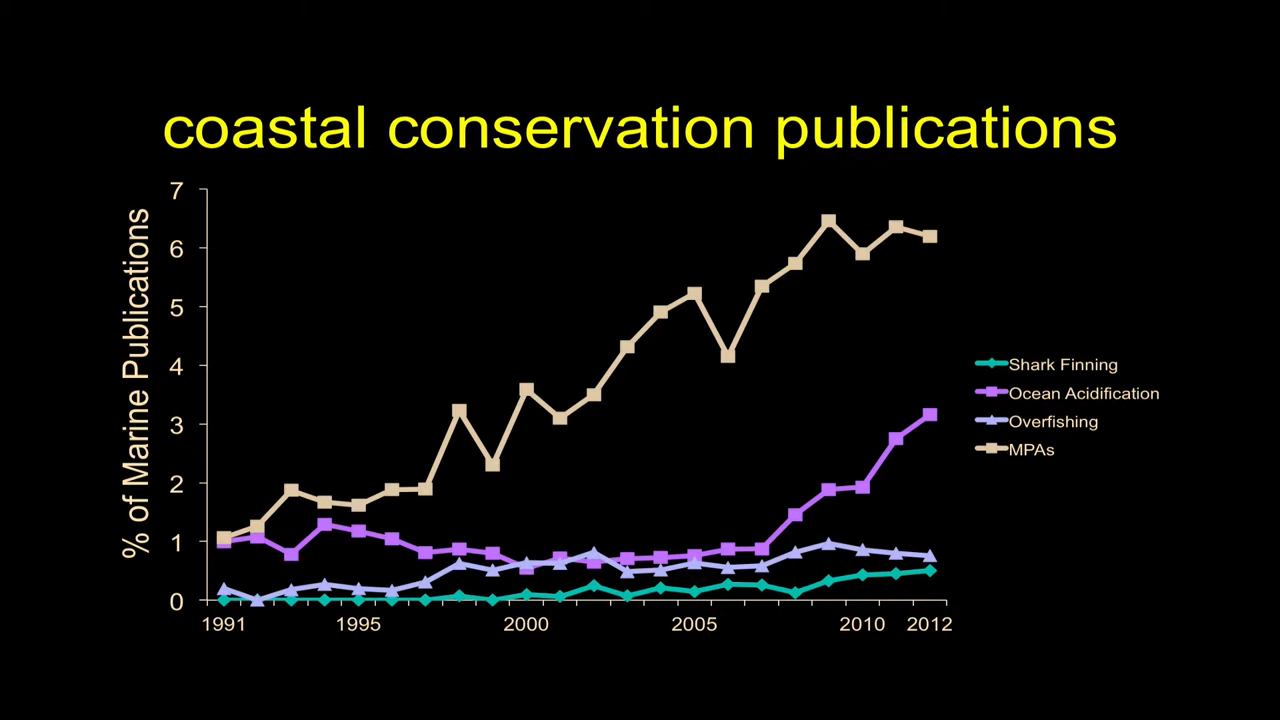 coastal conservation publications
% of Marine Publications
7
6
5
4
3
2
1
0
1991
1995
2000
2005
2010
2012
Shark Finning
Ocean Acidification
Overfishing
MPAs